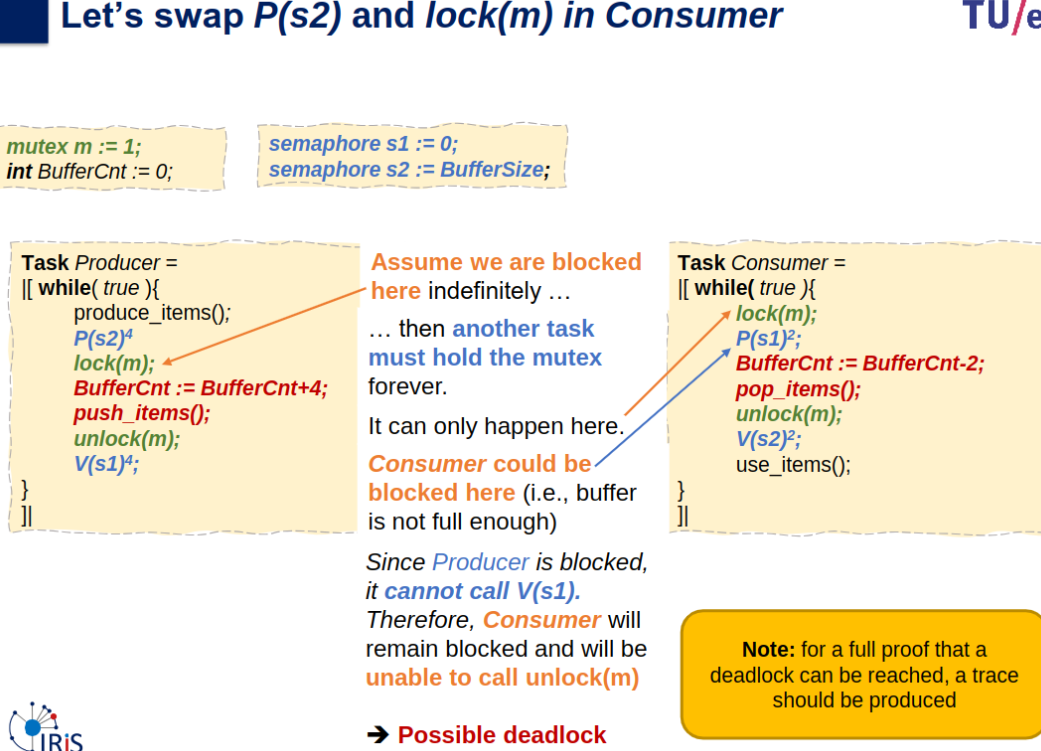 Let's swap P(s2) and lock(m) in Consumer
TU/e
mutex m := 1;
int BufferCnt := 0;
semaphore s1 := 0;
semaphore s2 := BufferSize;
Task Producer =
|[ while( true ){
produce_items();
P(s2)⁴
lock(m);
BufferCnt := BufferCnt+4;
push_items();
unlock(m);
V(s1)⁴;
}
]|
Assume we are blocked
here indefinitely …
… then another task
must hold the mutex
forever.
It can only happen here.
Consumer could be
blocked here (i.e., buffer
is not full enough)
Since Producer is blocked,
it cannot call V(s1).
Therefore, Consumer will
remain blocked and will be
unable to call unlock(m)
➔ Possible deadlock
Task Consumer =
|[ while( true ){
lock(m);
P(s1)²;
BufferCnt := BufferCnt-2;
pop_items();
unlock(m);
V(s2)²;
use_items();
}
]|
Note: for a full proof that a
deadlock can be reached, a trace
should be produced
IRiS